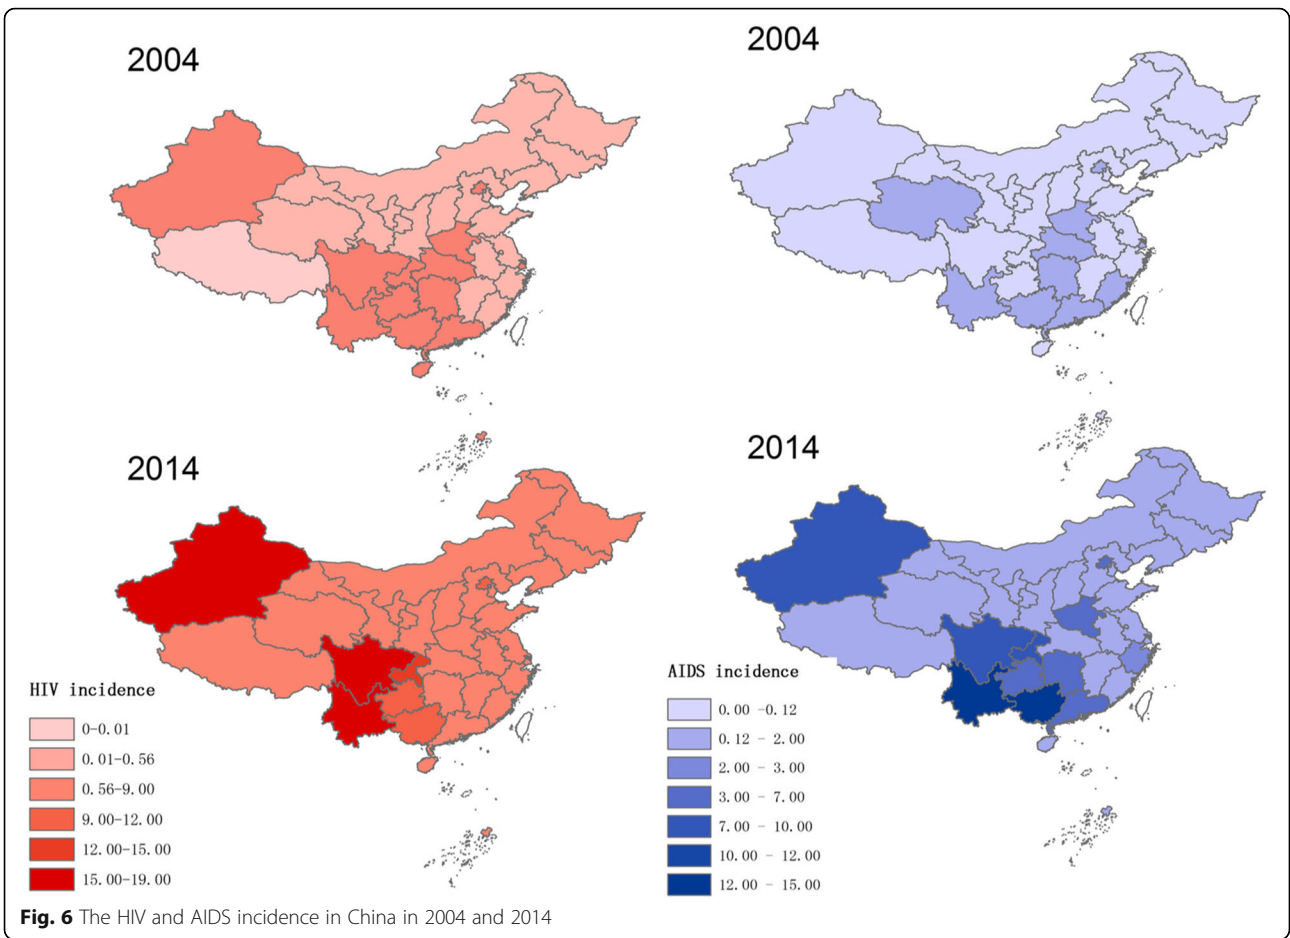 2004
2004
2014
2014
HIV incidence
0-0.01
0.01-0.56
0.56-9.00
9.00-12.00
12.00-15.00
15.00-19.00
AIDS incidence
0.00 -0.12
0.12 - 2.00
2.00 - 3.00
3.00 - 7.00
7.00 - 10.00
10.00 - 12.00
12.00 - 15.00
Fig. 6 The HIV and AIDS incidence in China in 2004 and 2014